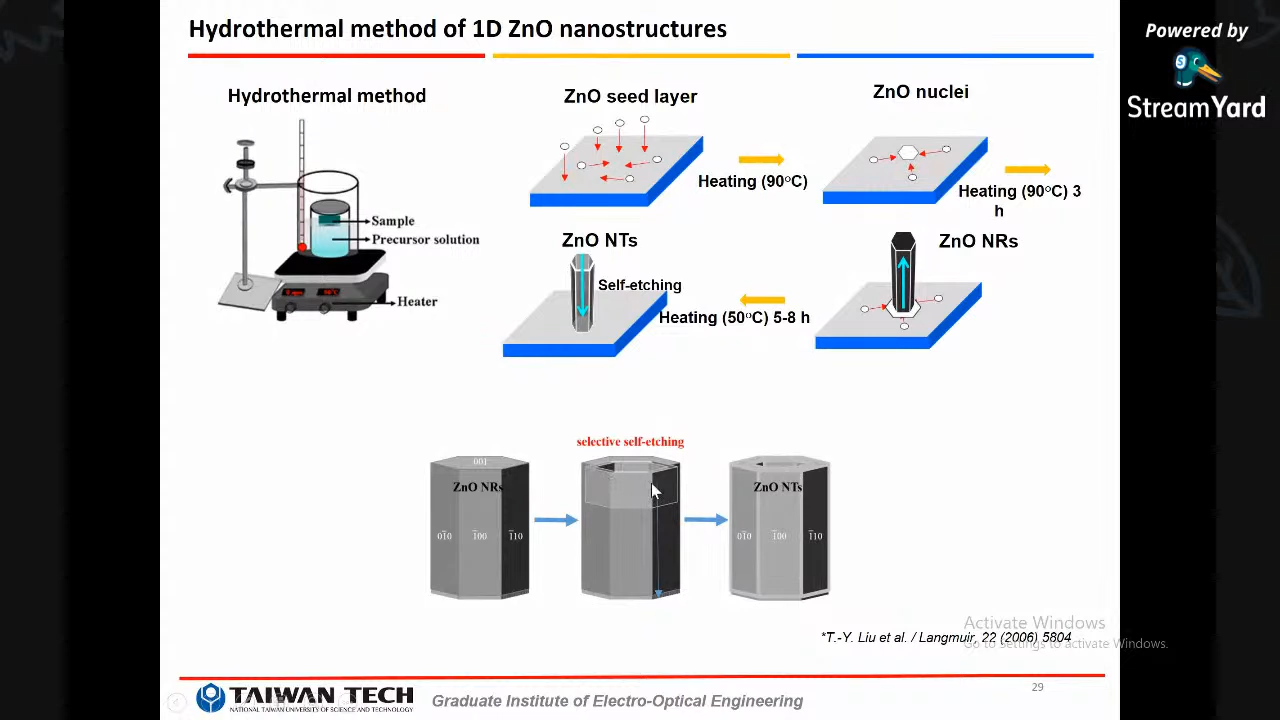 Hydrothermal method of 1D ZnO nanostructures
Powered by
StreamYard
Hydrothermal method
ZnO seed layer
ZnO nuclei
Heating (90°C)
Heating (90°C) 3
h
Sample
Precursor solution
Heater
ZnO NTs
Self-etching
Heating (50°C) 5-8 h
ZnO NRs
selective self-etching
001
ZnO NRs
01̅0
1̅00
1̅10
ZnO NTs
01̅0
1̅00
1̅10
Activate Windows
Go to Settings to activate Windows.
*T.-Y. Liu et al. / Langmuir, 22 (2006) 5804
TAIWAN TECH
NATIONAL TAIWAN UNIVERSITY OF SCIENCE AND TECHNOLOGY
Graduate Institute of Electro-Optical Engineering
29